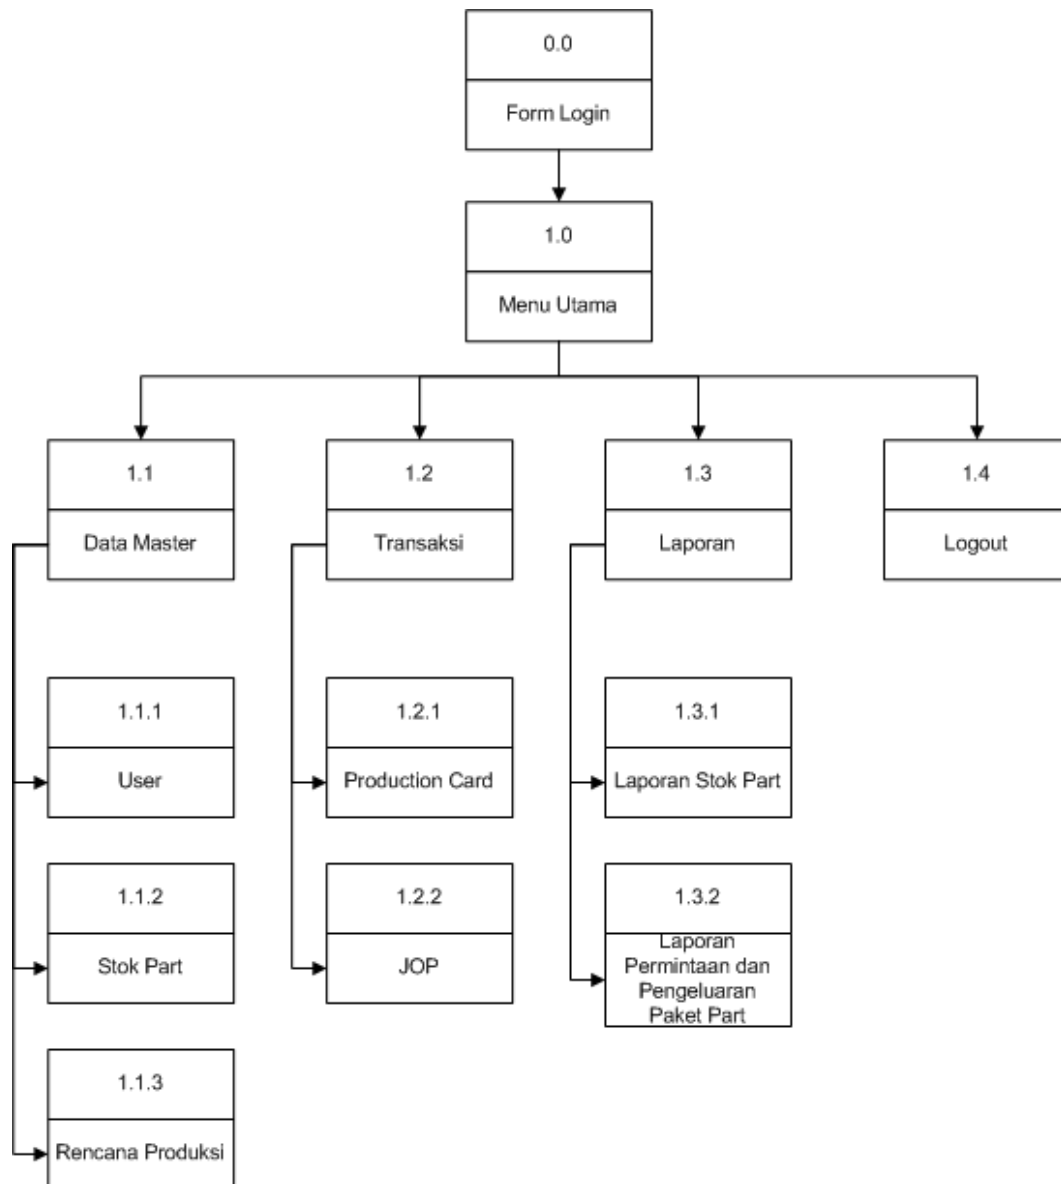 0.0
Form Login
1.0
Menu Utama
1.1
Data Master
1.2
Transaksi
1.3
Laporan
1.4
Logout
1.1.1
User
1.2.1
Production Card
1.3.1
Laporan Stok Part
1.1.2
Stok Part
1.2.2
JOP
1.3.2
Laporan
Permintaan dan
Pengeluaran
Paket Part
1.1.3
Rencana Produksi